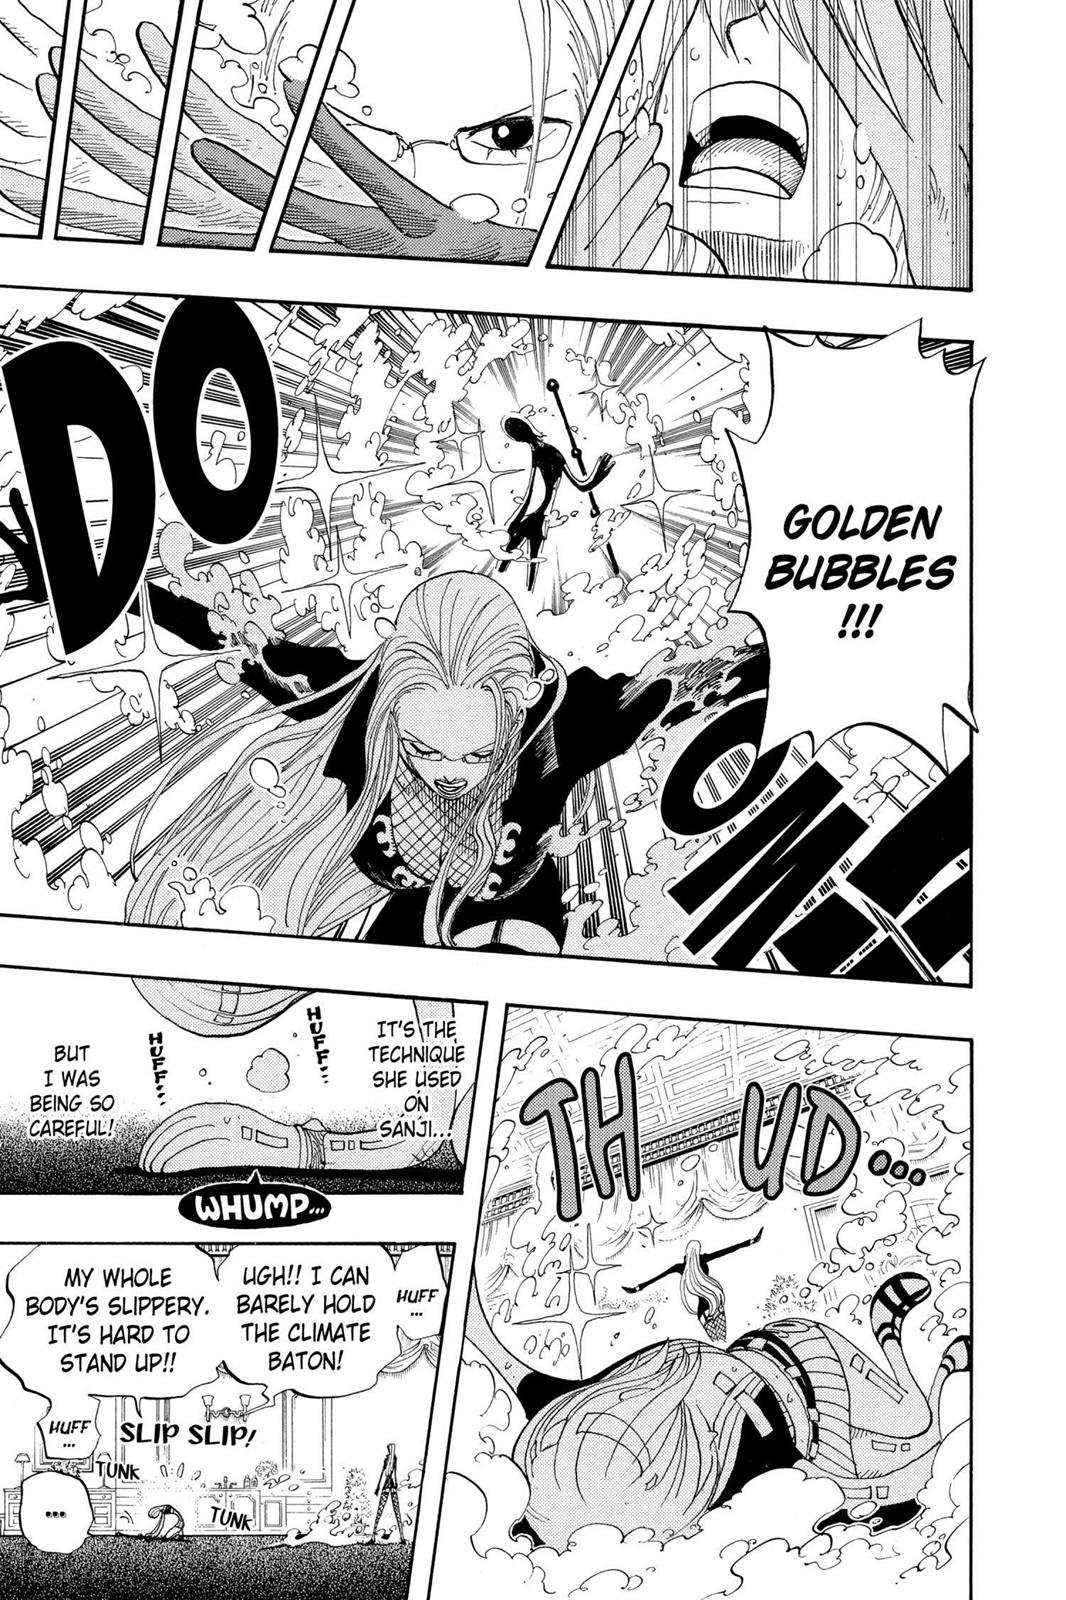 GOLDEN
BUBBLES
!!!
DO
OM!!
TH UD...
IT'S THE
TECHNIQUE
SHE USED
ON
SANJI...
HUFF...
HUFF...
BUT
I WAS
BEING SO
CAREFUL!
WHUMP...
HUFF
...
UGH!! I CAN
BARELY HOLD
THE CLIMATE
BATON!
MY WHOLE
BODY'S SLIPPERY.
IT'S HARD TO
STAND UP!!
SLIP SLIP!
HUFF
...
TUNK
TUNK
...